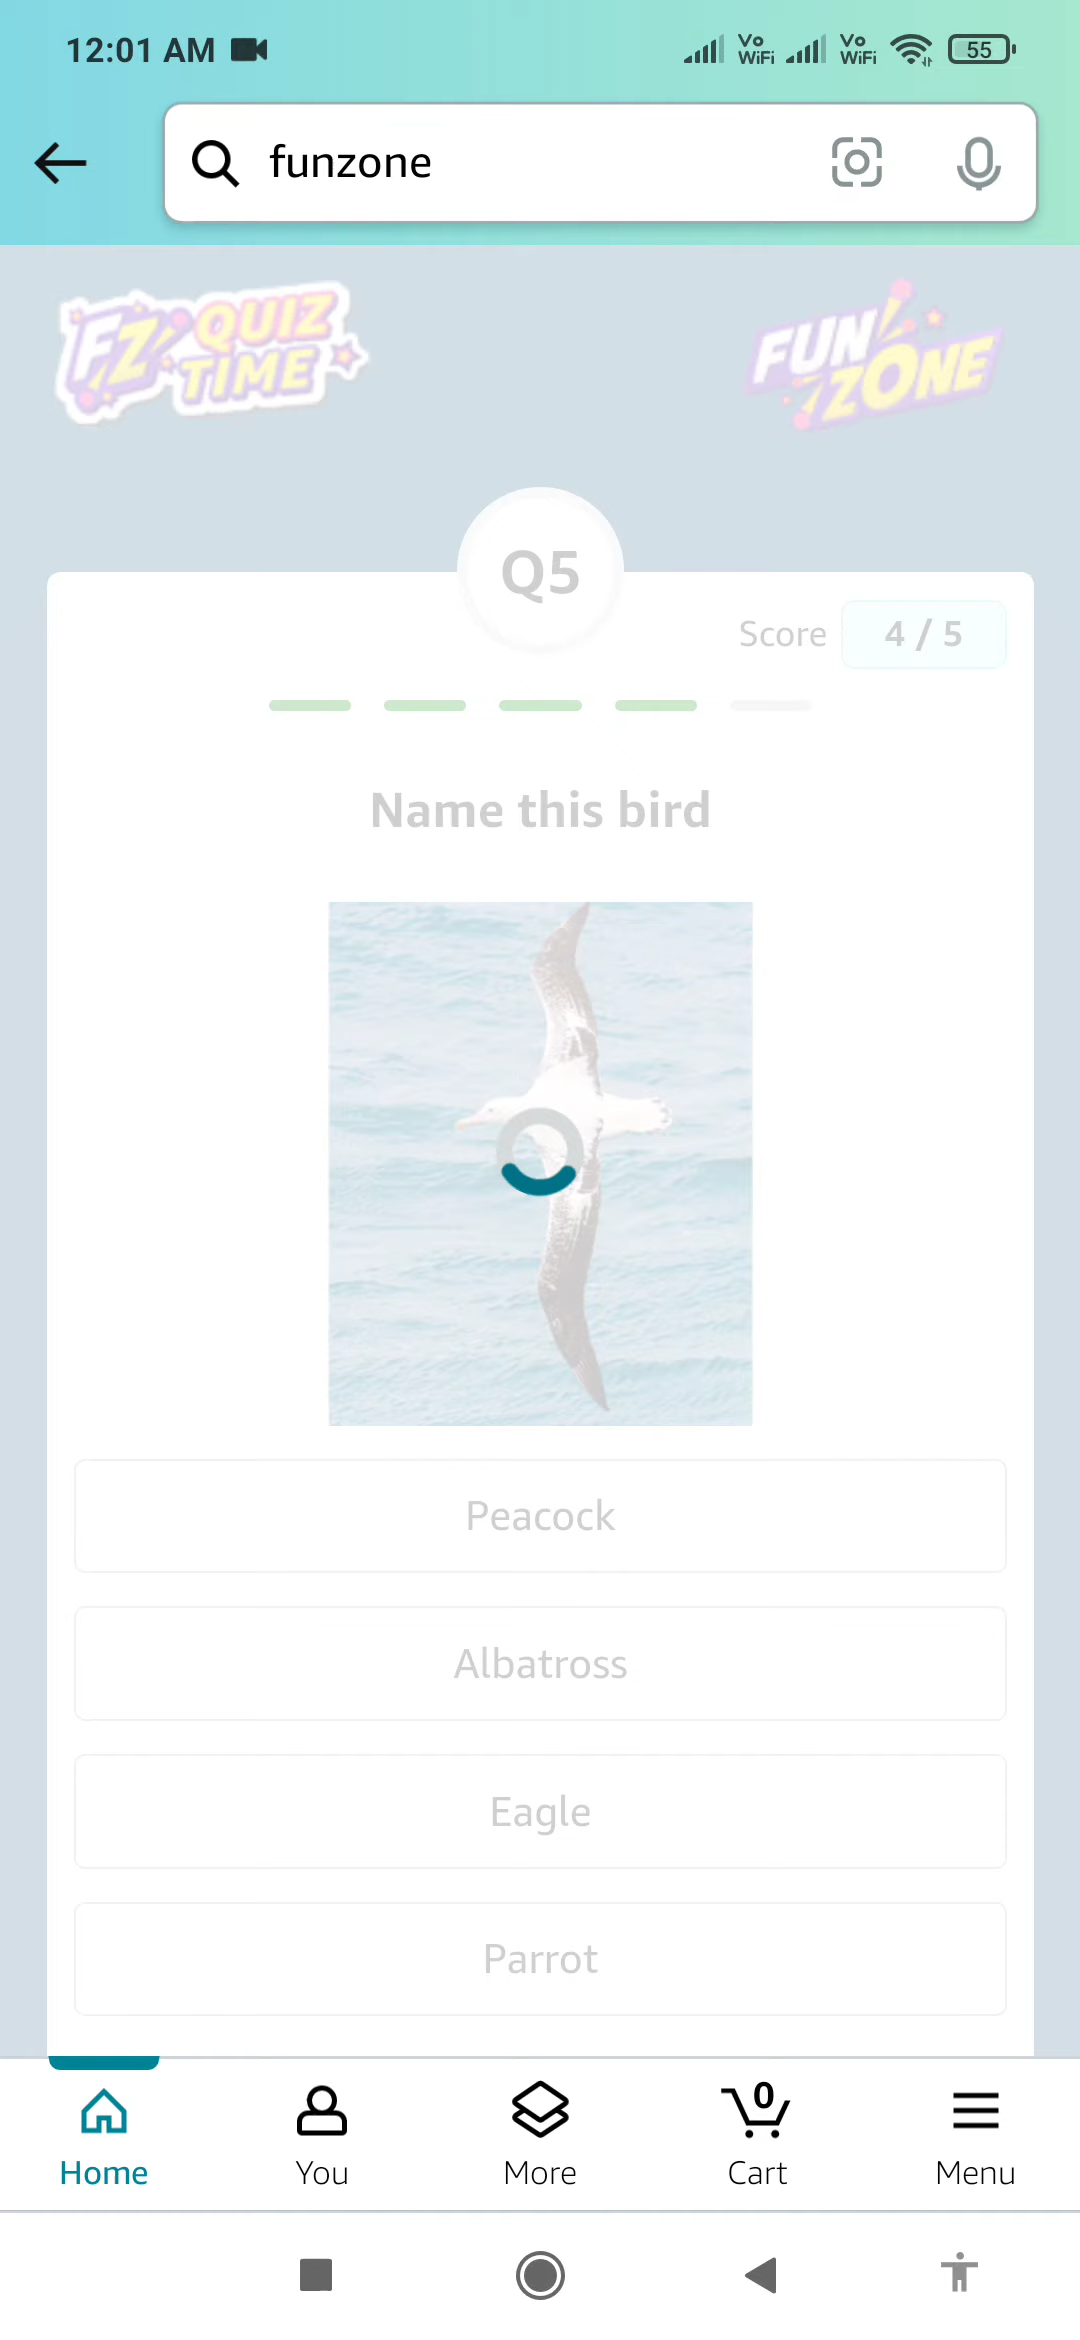 12:01 AM
Vo WiFi
Vo WiFi
55
funzone
FZ QUIZ TIME
FUN ZONE
Q5
Score 4 / 5
Name this bird
Peacock
Albatross
Eagle
Parrot
0
Home You More Cart Menu